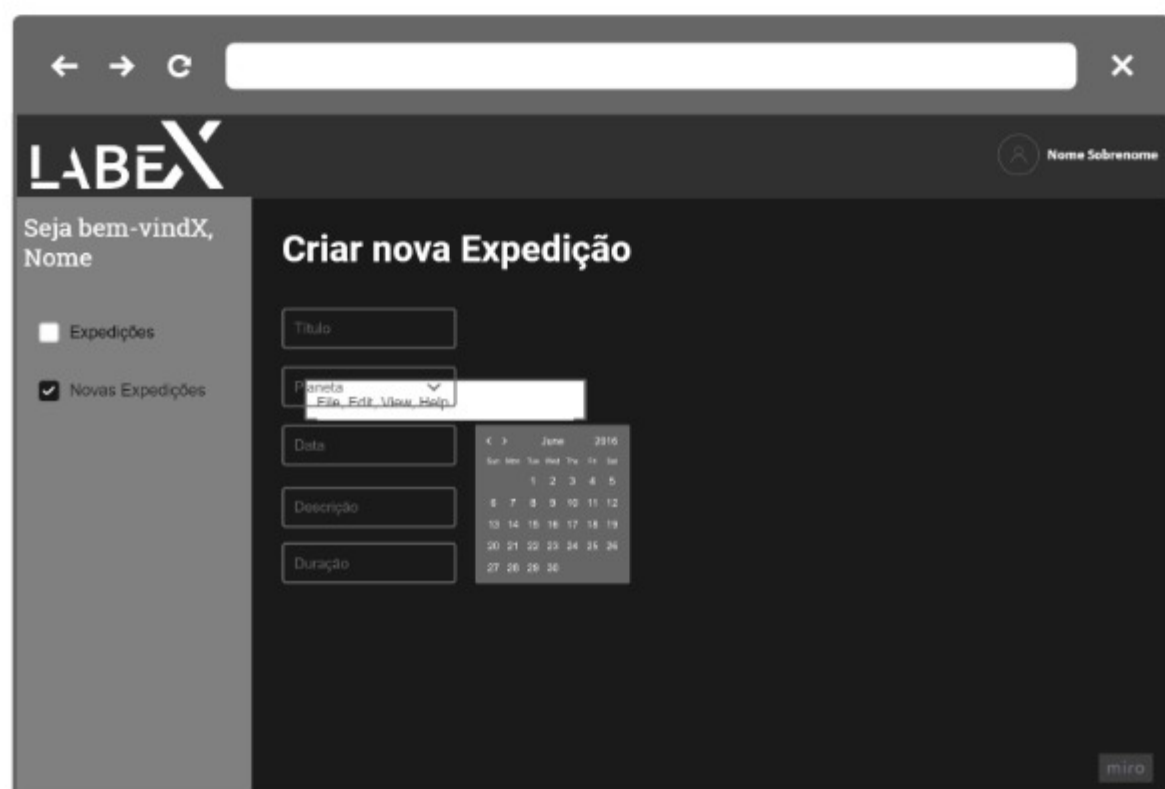 LABEX
Nome Sobrenome
Seja bem-vindX,
Nome
Expedições
Novas Expedições
Criar nova Expedição
Título
Planeta
File, Edit, View, Help
Data
Descrição
Duração
June 2016
Sun Mon Tue Wed Thu Fri Sat
1 2 3 4 5
6 7 8 9 10 11 12
13 14 15 16 17 18 19
20 21 22 23 24 25 26
27 28 29 30
miro